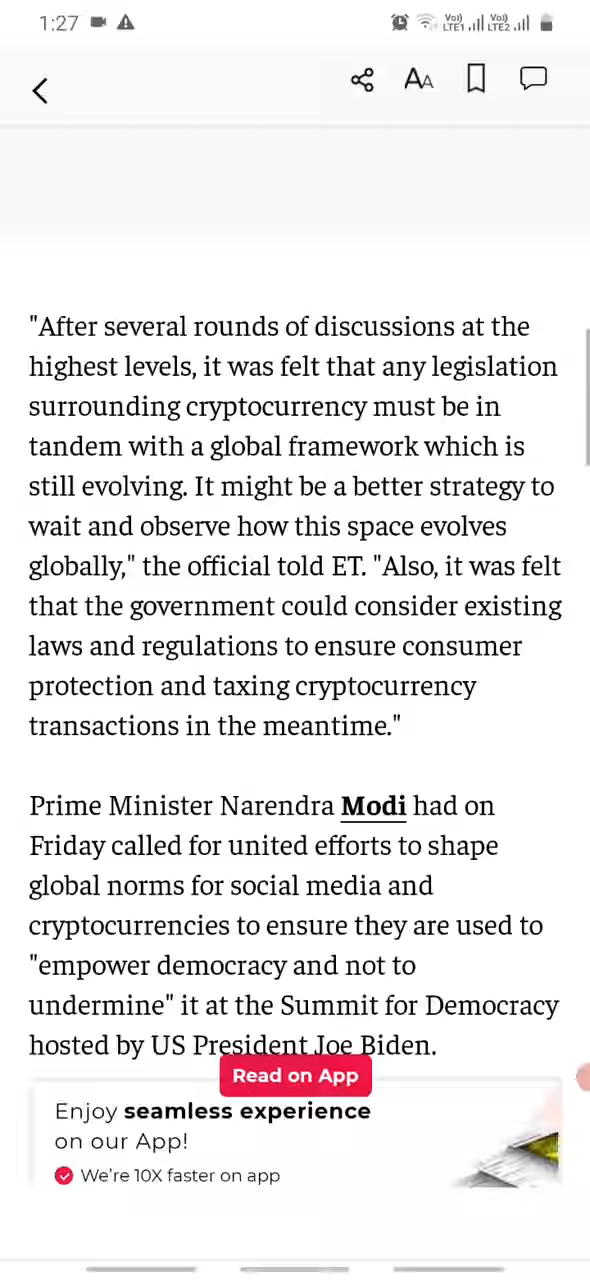 1:27
Vo)) LTE1 Vo)) LTE2
AA
"After several rounds of discussions at the
highest levels, it was felt that any legislation
surrounding cryptocurrency must be in
tandem with a global framework which is
still evolving. It might be a better strategy to
wait and observe how this space evolves
globally," the official told ET. "Also, it was felt
that the government could consider existing
laws and regulations to ensure consumer
protection and taxing cryptocurrency
transactions in the meantime."
Prime Minister Narendra Modi had on
Friday called for united efforts to shape
global norms for social media and
cryptocurrencies to ensure they are used to
"empower democracy and not to
undermine" it at the Summit for Democracy
hosted by US President Joe Biden.
Read on App
Enjoy seamless experience
on our App!
We're 10X faster on app